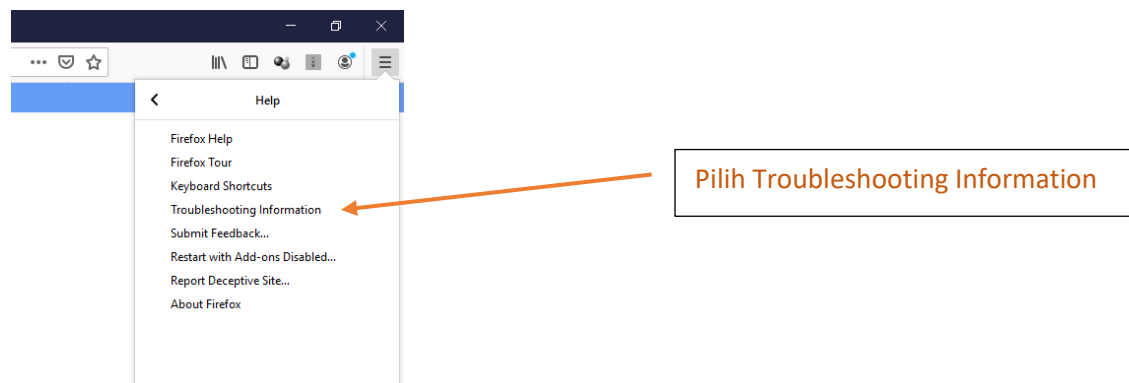 Help
Firefox Help
Firefox Tour
Keyboard Shortcuts
Troubleshooting Information
Submit Feedback...
Restart with Add-ons Disabled...
Report Deceptive Site...
About Firefox
Pilih Troubleshooting Information